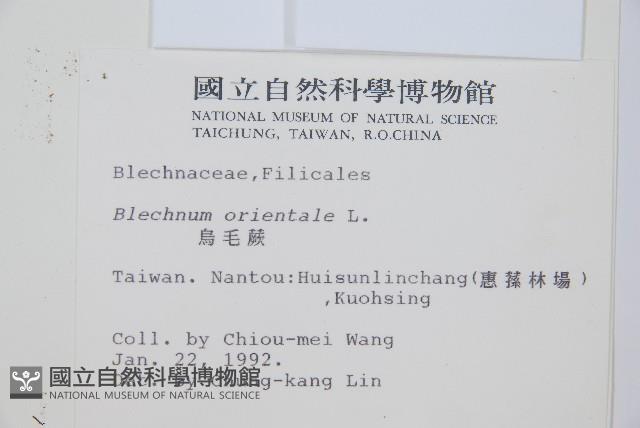 國立自然科學博物館
NATIONAL MUSEUM OF NATURAL SCIENCE
TAICHUNG, TAIWAN, R.O.CHINA
Blechnaceae,Filicales
Blechnum orientale L.
烏毛蕨
Taiwan. Nantou:Huisunlinchang(惠蓀林場)
,Kuohsing
Coll. by Chiou-mei Wang
Jan. 22, 1992.
-kang Lin
國立自然科學博物館
NATIONAL MUSEUM OF NATURAL SCIENCE